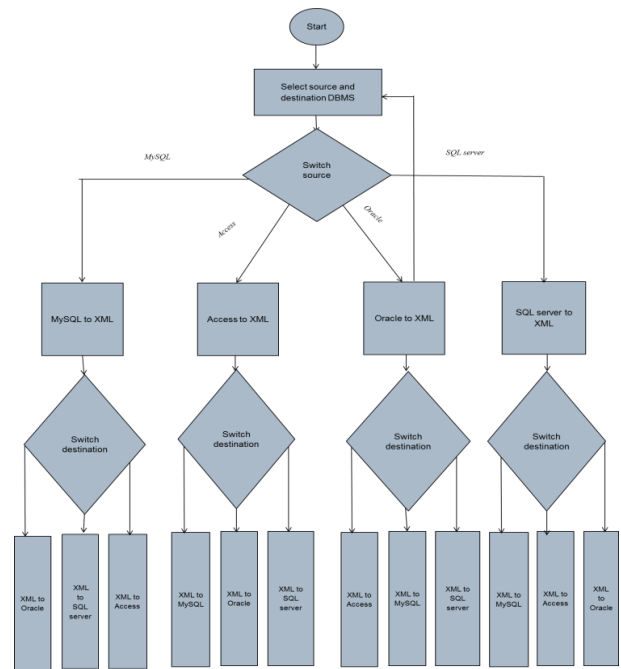 Start
Select source and
destination DBMS
Switch
source
MySQL
SQL server
Access
Oracle
MySQL to XML
Access to XML
Oracle to XML
SQL server to
XML
Switch
destination
Switch
destination
Switch
destination
Switch
destination
XML to
Oracle
XML
to
SQL
server
XML to
Access
XML to
MySQL
XML to
Oracle
XML to
SQL
server
XML to
Access
XML to
MySQL
XML to
SQL
server
XML to
MySQL
XML to
Access
XML to
Oracle